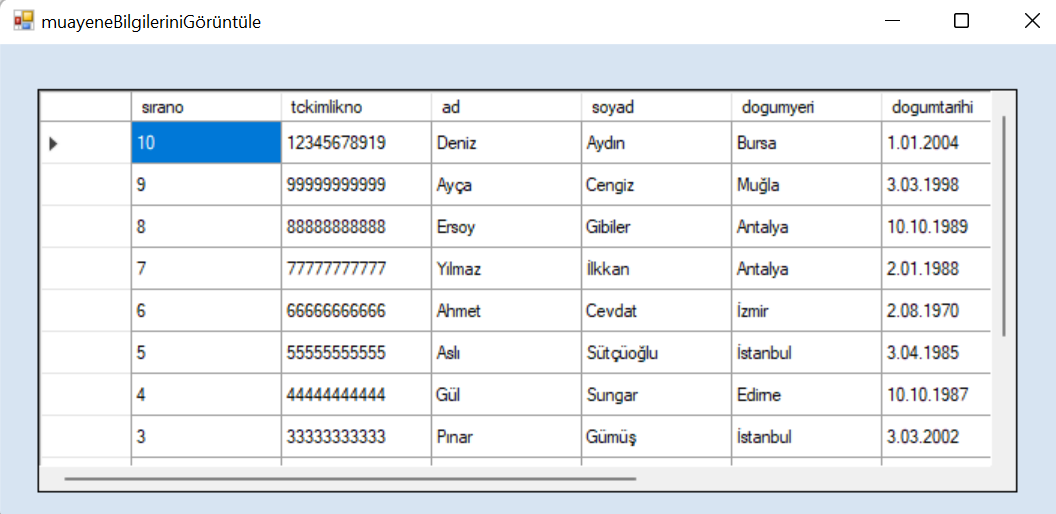 muayeneBilgileriniGörüntüle
sırano tckimlikno ad soyad dogumyeri dogumtarihi
10 12345678919 Deniz Aydın Bursa 1.01.2004
9 99999999999 Ayça Cengiz Muğla 3.03.1998
8 88888888888 Ersoy Gibiler Antalya 10.10.1989
7 77777777777 Yılmaz İlkkan Antalya 2.01.1988
6 66666666666 Ahmet Cevdat İzmir 2.08.1970
5 55555555555 Aslı Sütçüoğlu İstanbul 3.04.1985
4 44444444444 Gül Sungar Edirne 10.10.1987
3 33333333333 Pınar Gümüş İstanbul 3.03.2002